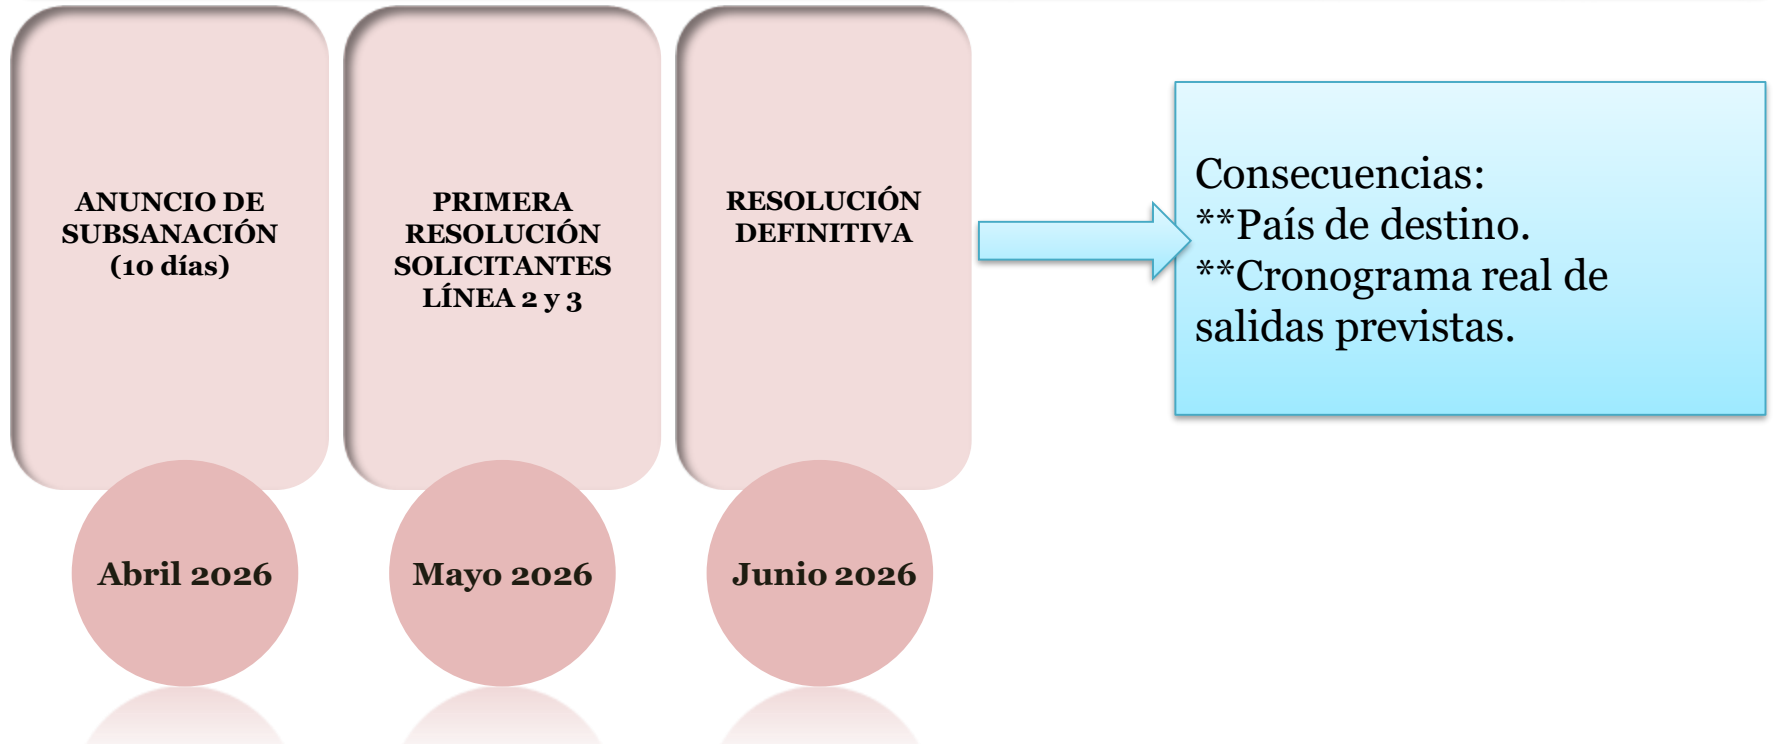 ANUNCIO DE
SUBSANACIÓN
(10 días)
PRIMERA
RESOLUCIÓN
SOLICITANTES
LÍNEA 2 y 3
RESOLUCIÓN
DEFINITIVA
Consecuencias:
**País de destino.
**Cronograma real de
salidas previstas.
Abril 2026
Mayo 2026
Junio 2026